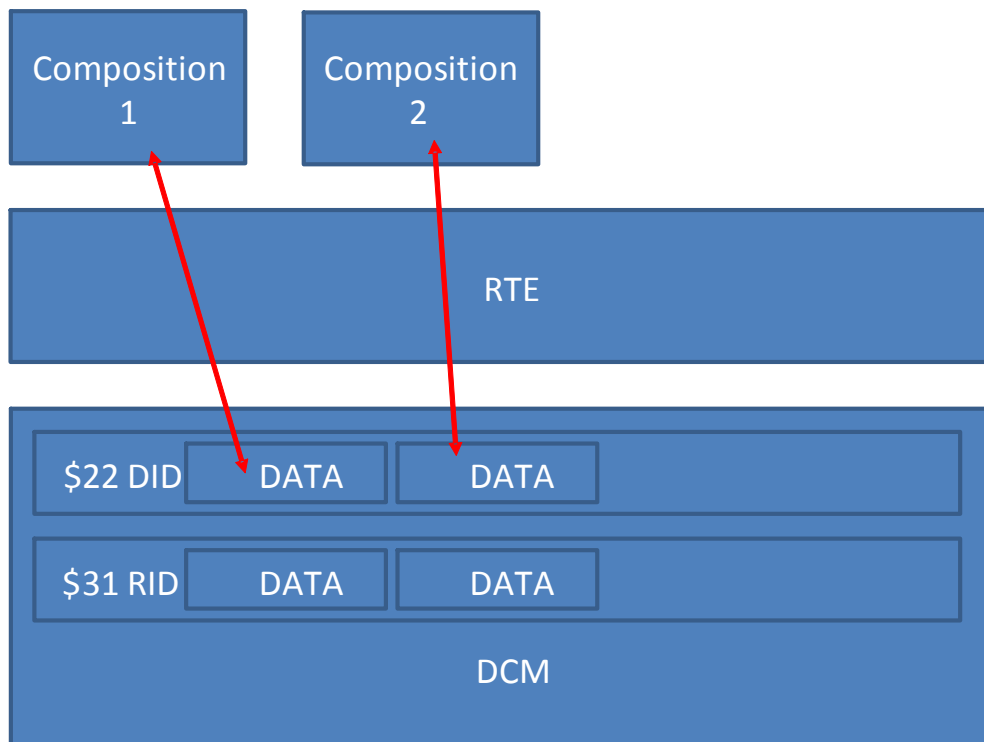 Composition
1
Composition
2
RTE
$22 DID DATA DATA
$31 RID DATA DATA
DCM